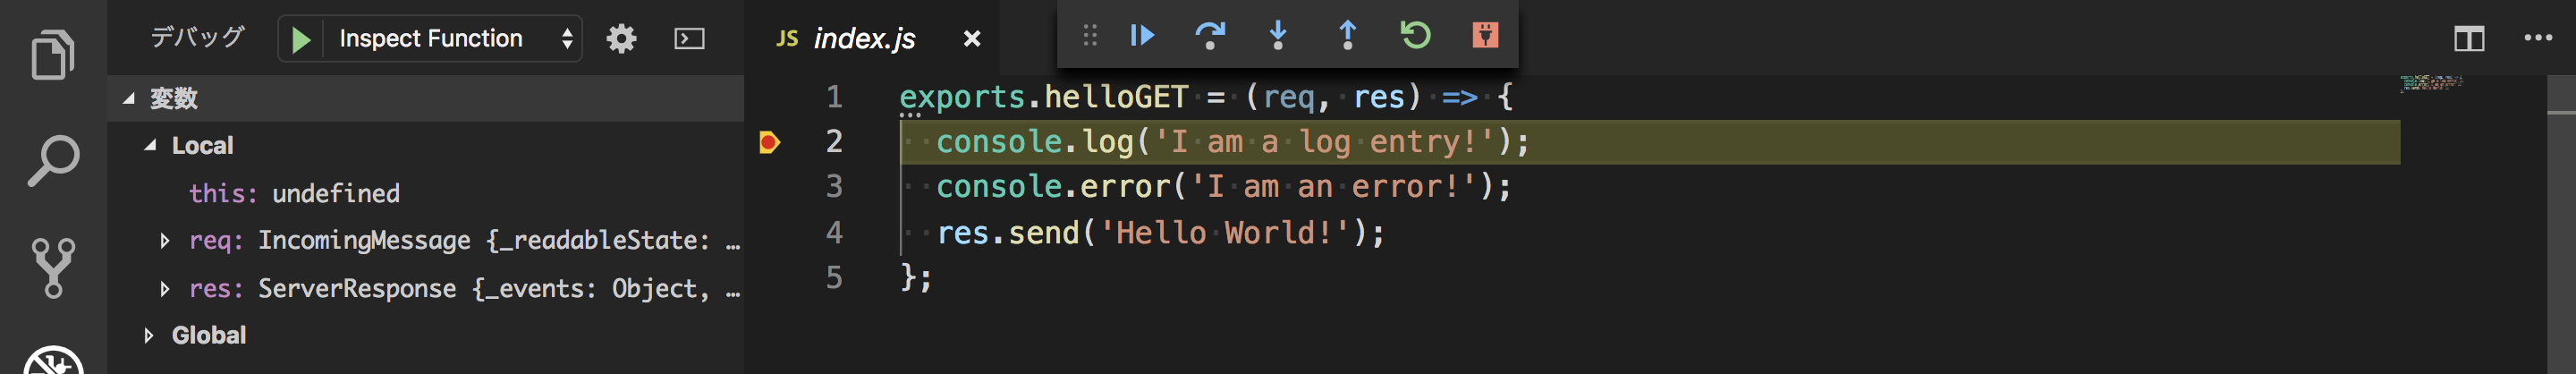 デバッグ Inspect Function
変数
Local
this: undefined
req: IncomingMessage {_readableState: …
res: ServerResponse {_events: Object, …
Global
JS index.js
1 exports.helloGET = (req, res) => {
2   console.log('I am a log entry!');
3   console.error('I am an error!');
4   res.send('Hello World!');
5 };